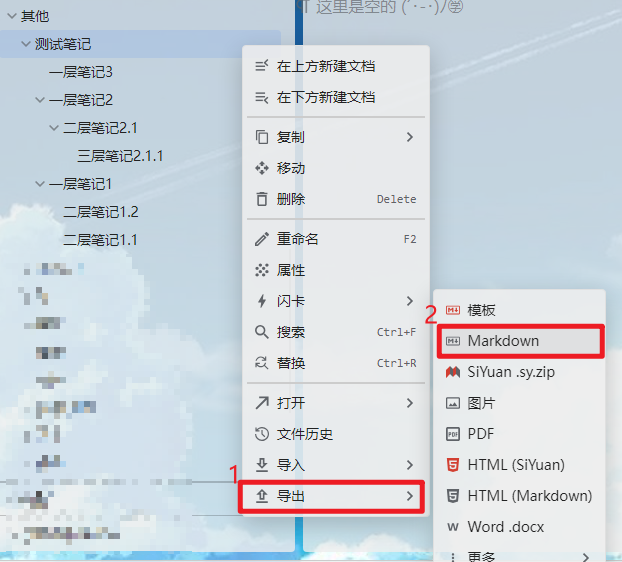 其他
¶ 这里是空的
测试笔记
一层笔记3
一层笔记2
二层笔记2.1
三层笔记2.1.1
一层笔记1
二层笔记1.2
二层笔记1.1
在上方新建文档
在下方新建文档
复制
移动
删除 Delete
重命名 F2
属性
闪卡
搜索 Ctrl+F
替换 Ctrl+R
打开
文件历史
导入
1
导出
2
模板
Markdown
SiYuan .sy.zip
图片
PDF
HTML (SiYuan)
HTML (Markdown)
Word .docx
更多